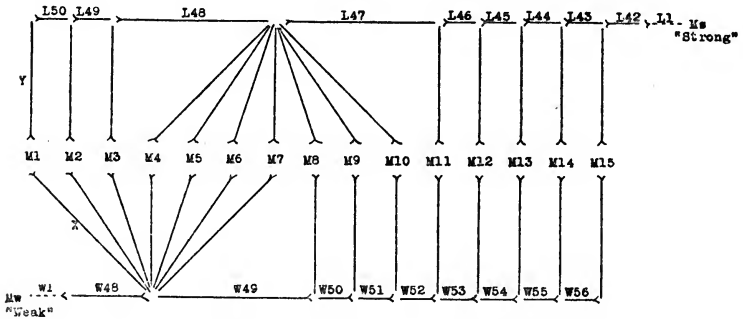 L50 L49 L48 L47 L46 L45 L44 L43 L42 L1 Ms
"Strong"
Y
M1 M2 M3 M4 M5 M6 M7 M8 M9 M10 M11 M12 M13 M14 M15
X
Mw W1 W48 W49 W50 W51 W52 W53 W54 W55 W56
"Weak"